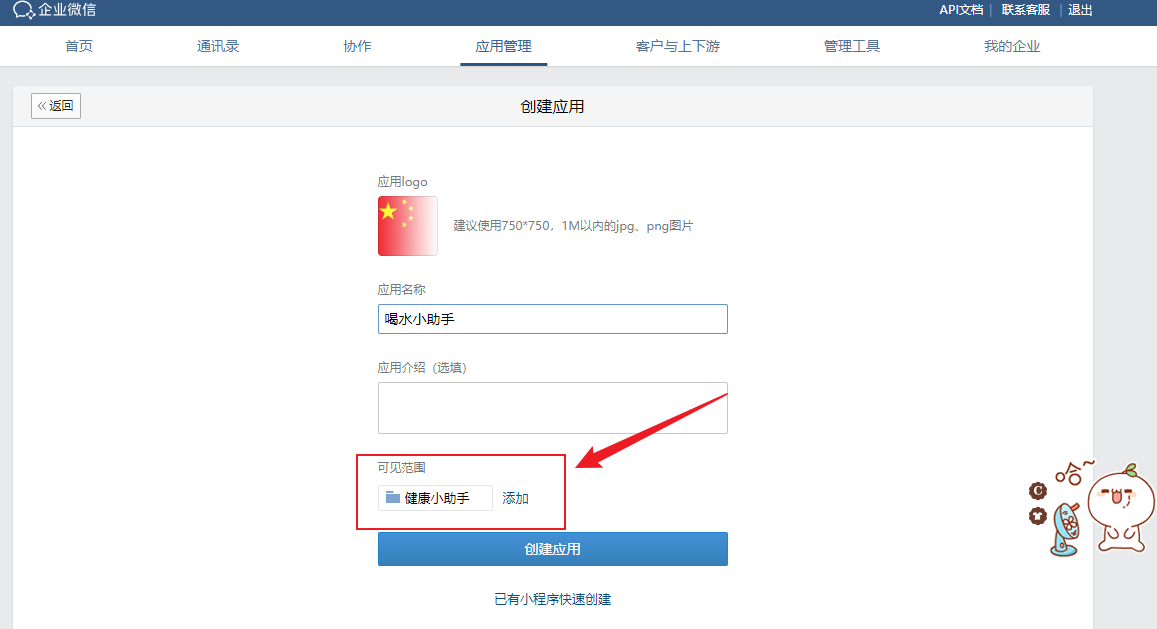 企业微信 API文档 | 联系客服 | 退出
首页 通讯录 协作 应用管理 客户与上下游 管理工具 我的企业
返回 创建应用
应用logo
建议使用750*750，1M以内的jpg、png图片
应用名称
喝水小助手
应用介绍（选填）
可见范围
健康小助手 添加
创建应用
已有小程序快速创建
哈~
C